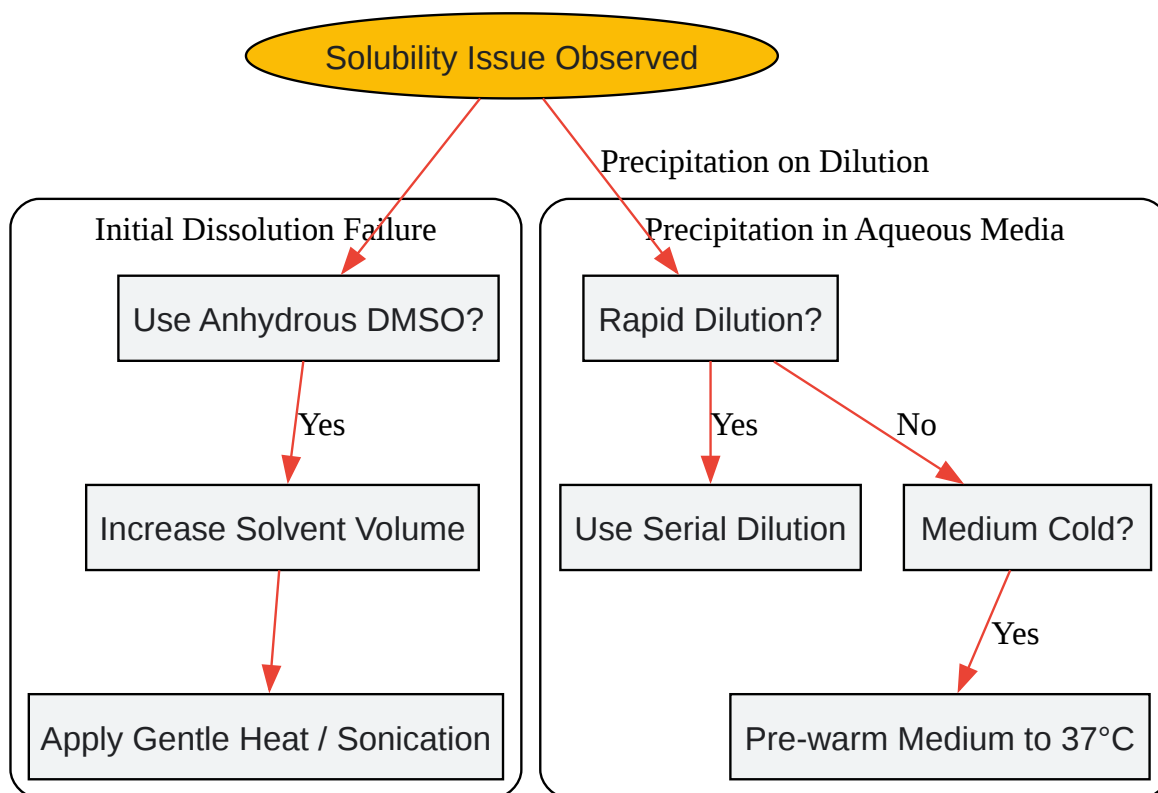 Solubility Issue Observed
Precipitation on Dilution
Initial Dissolution Failure
Precipitation in Aqueous Media
Use Anhydrous DMSO?
Rapid Dilution?
Yes
Yes
No
Increase Solvent Volume
Use Serial Dilution
Medium Cold?
Yes
Apply Gentle Heat / Sonication
Pre-warm Medium to 37°C